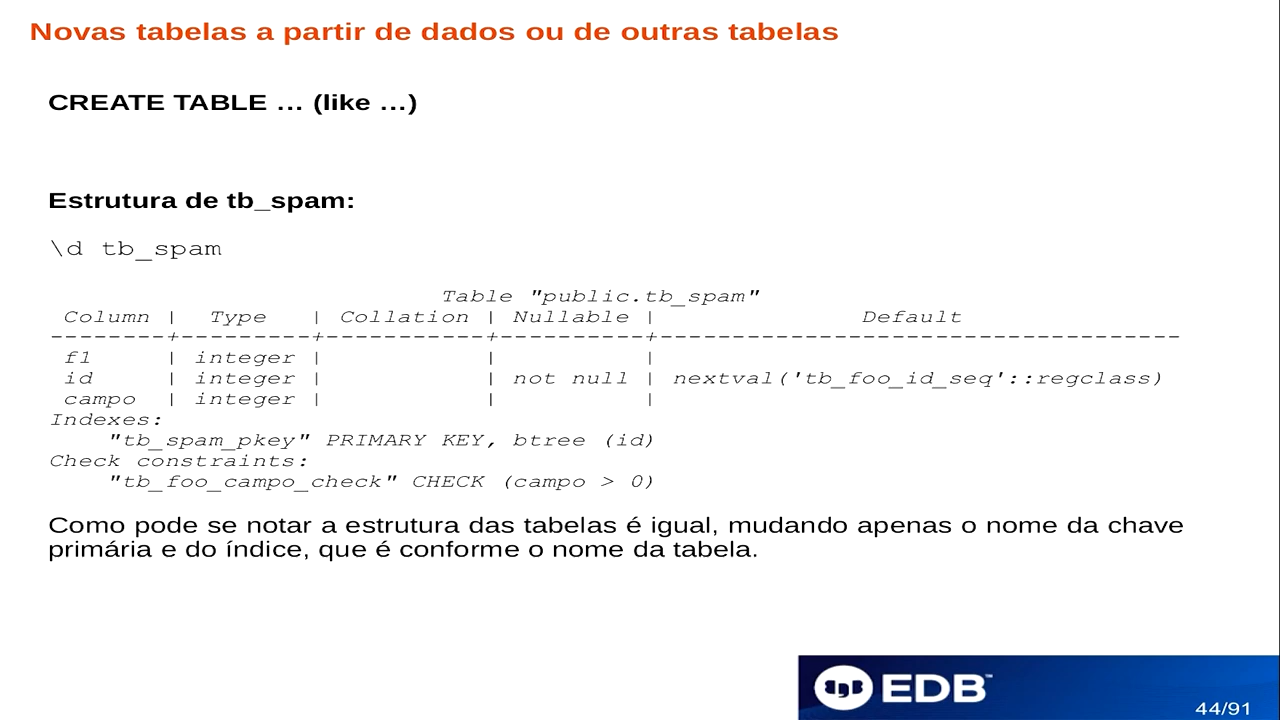 Novas tabelas a partir de dados ou de outras tabelas
CREATE TABLE … (like …)
Estrutura de tb_spam:
\d tb_spam
Table "public.tb_spam"
Column | Type | Collation | Nullable | Default
--------+---------+-----------+----------+------------------------------------
f1 | integer | | |
id | integer | | not null | nextval('tb_foo_id_seq'::regclass)
campo | integer | | |
Indexes:
"tb_spam_pkey" PRIMARY KEY, btree (id)
Check constraints:
"tb_foo_campo_check" CHECK (campo > 0)
Como pode se notar a estrutura das tabelas é igual, mudando apenas o nome da chave
primária e do índice, que é conforme o nome da tabela.
EDB™
44/91